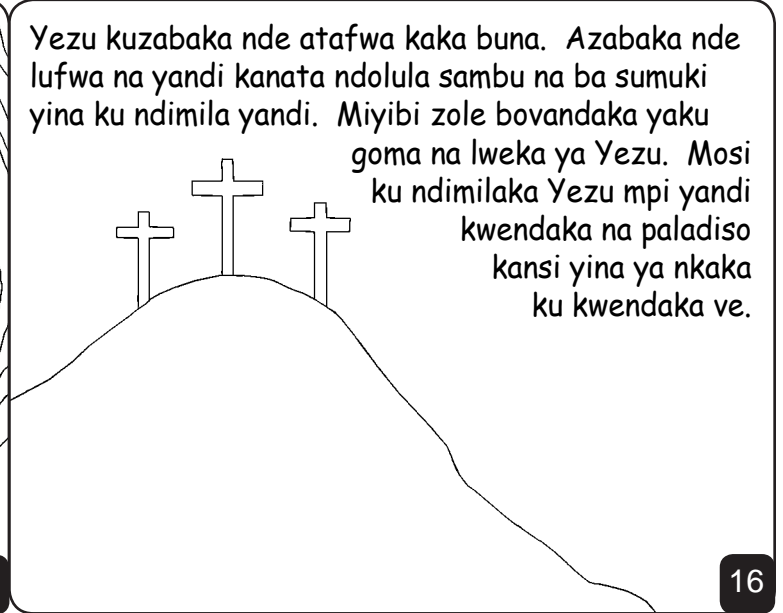 Yezu kuzabaka nde atafwa kaka buna. Azabaka nde
lufwa na yandi kanata ndolula sambu na ba sumuki
yina ku ndimila yandi. Miyibi zole bovandaka yaku
goma na lweka ya Yezu. Mosi
ku ndimilaka Yezu mpi yandi
kwendaka na paladiso
kansi yina ya nkaka
ku kwendaka ve.
16